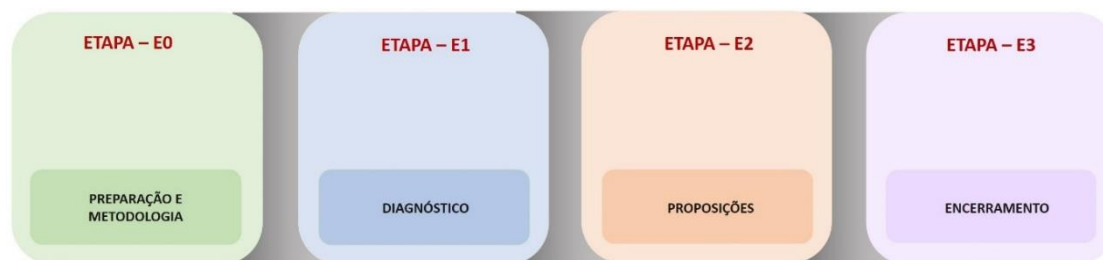 ETAPA – E0
PREPARAÇÃO E
METODOLOGIA
ETAPA – E1
DIAGNÓSTICO
ETAPA – E2
PROPOSIÇÕES
ETAPA – E3
ENCERRAMENTO